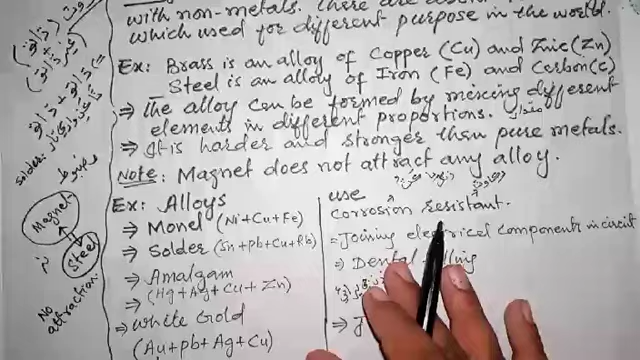 with non-metals. There are
which used for different purpose in the world.
Ex: Brass is an alloy of Copper (Cu) and Zinc(Zn)
Steel is an alloy of Iron (Fe) and Carbon(C)
⇒ The alloy can be formed by mixing different
elements in different proportions. مقدار
⇒ It is harder and stronger than pure metals.
Note: Magnet does not attract any alloy.
Ex: Alloys
⇒ Monel (Ni+Cu+Fe)
⇒ Solder (Sn+Pb+Cu+
⇒ Amalgam
(Hg+Ag+Cu+Zn)
⇒ White Gold
(Au+Pb+Ag+Cu)
use
Corrosion resistant.
⇒ Joining electrical components in circuit
⇒ Dental filling
⇒ J
solder:
مضبوط
Magnet
Steel
No
attraction.